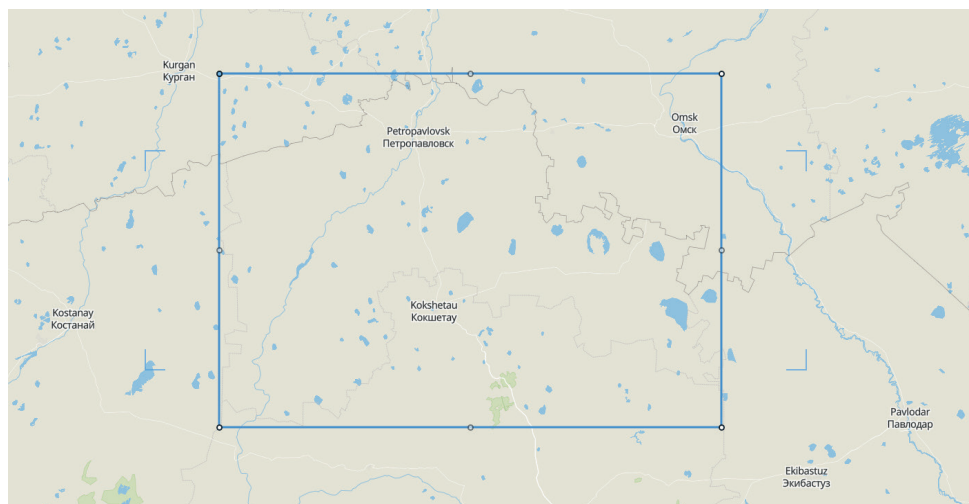 Kurgan
Курган
Omsk
Омск
Petropavlovsk
Петропавловск
Kokshetau
Кокшетау
Kostanay
Костанай
Pavlodar
Павлодар
Ekibastuz
Экибастуз